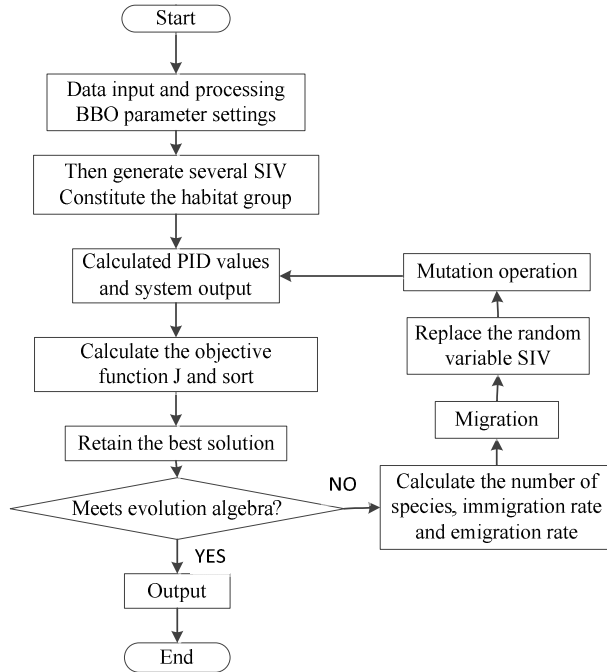 Start
Data input and processing
BBO parameter settings
Then generate several SIV
Constitute the habitat group
Calculated PID values
and system output
Mutation operation
Replace the random
variable SIV
Calculate the objective
function J and sort
Migration
Retain the best solution
Meets evolution algebra?
NO
Calculate the number of
species, immigration rate
and emigration rate
YES
Output
End